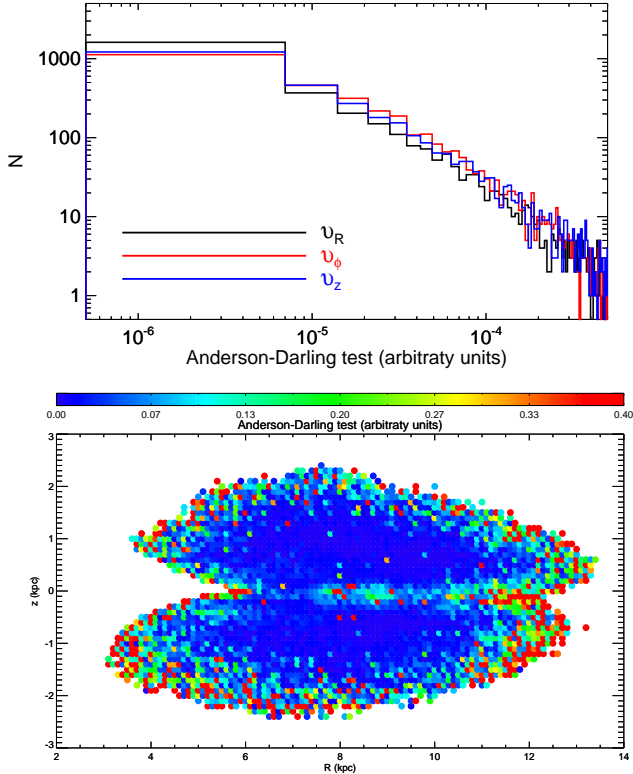 1000
100
10
1
N
υR
υϕ
υz
10-6 10-5 10-4
Anderson-Darling test (arbitraty units)
0.00 0.07 0.13 0.20 0.27 0.33 0.40
Anderson-Darling test (arbitraty units)
3
2
1
0
-1
-2
-3
z (kpc)
2 4 6 8 10 12 14
R (kpc)